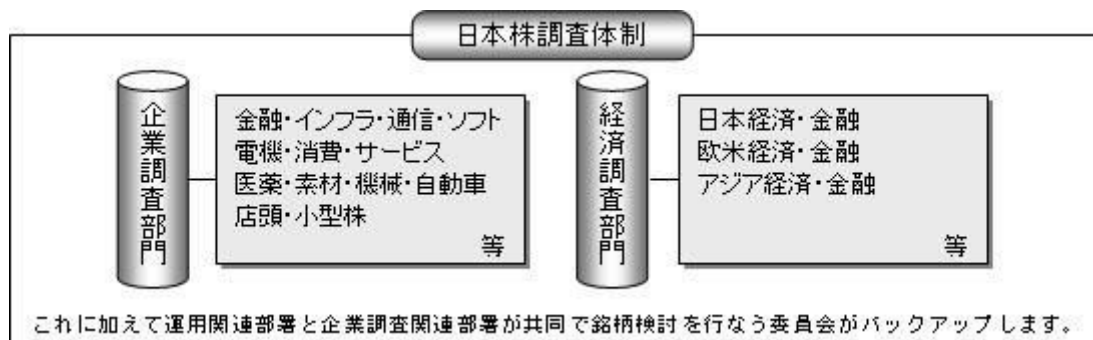 日本株調査体制
企業調査部門
金融・インフラ・通信・ソフト
電機・消費・サービス
医薬・素材・機械・自動車
店頭・小型株
等
経済調査部門
日本経済・金融
欧米経済・金融
アジア経済・金融
等
これに加えて運用関連部署と企業調査関連部署が共同で銘柄検討を行なう委員会がバックアップします。